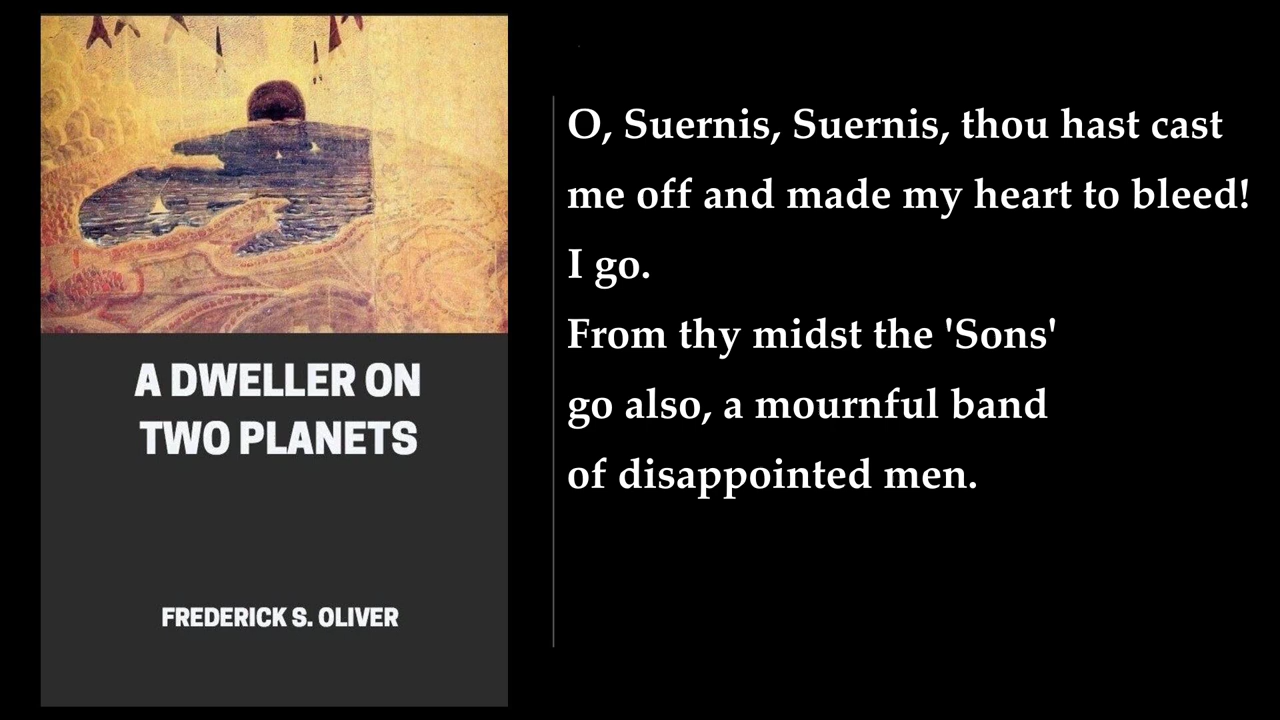 A DWELLER ON
TWO PLANETS
FREDERICK S. OLIVER
O, Suernis, Suernis, thou hast cast
me off and made my heart to bleed!
I go.
From thy midst the 'Sons'
go also, a mournful band
of disappointed men.